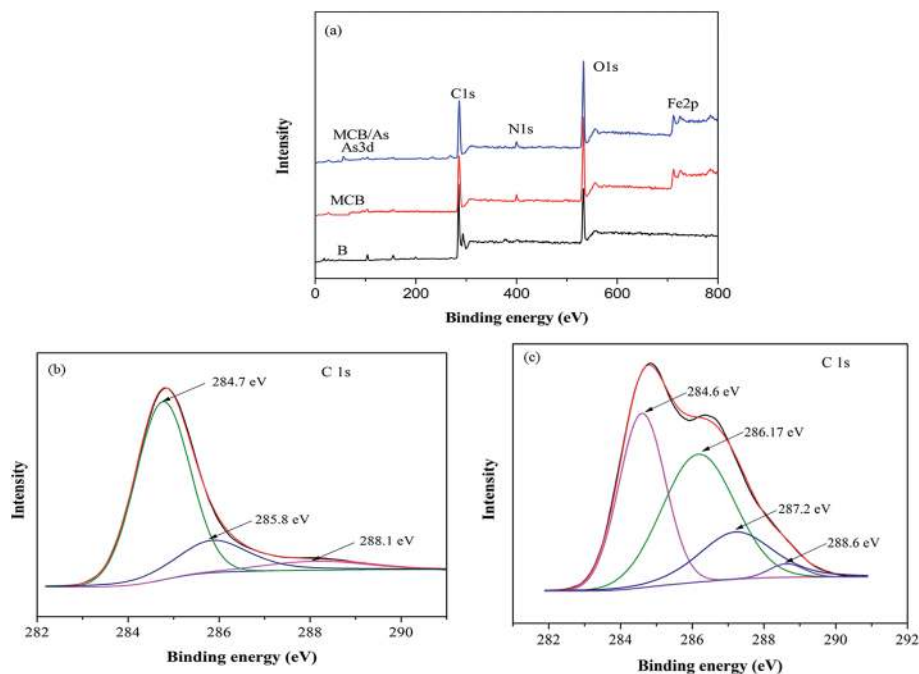 (a)
O1s
C1s
Fe2p
N1s
MCB/As
As3d
MCB
B
Intensity
0 200 400 600 800
Binding energy (eV)
(b)
C 1s
284.7 eV
285.8 eV
288.1 eV
Intensity
282 284 286 288 290
Binding energy (eV)
(c)
C 1s
284.6 eV
286.17 eV
287.2 eV
288.6 eV
Intensity
282 284 286 288 290 292
Binding energy (eV)